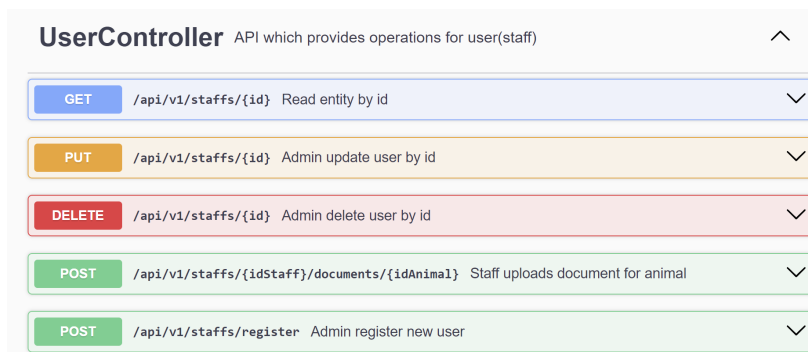 UserController API which provides operations for user(staff)
GET /api/v1/staffs/{id} Read entity by id
PUT /api/v1/staffs/{id} Admin update user by id
DELETE /api/v1/staffs/{id} Admin delete user by id
POST /api/v1/staffs/{idStaff}/documents/{idAnimal} Staff uploads document for animal
POST /api/v1/staffs/register Admin register new user